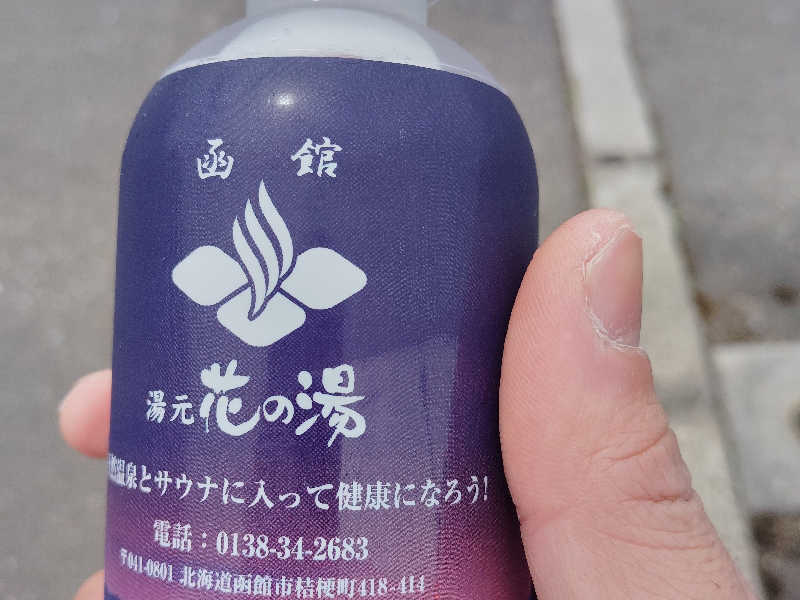 函館
湯元 花の湯
天然温泉とサウナに入って健康になろう!
電話:0138-34-2683
〒041-0801 北海道函館市桔梗町418-414